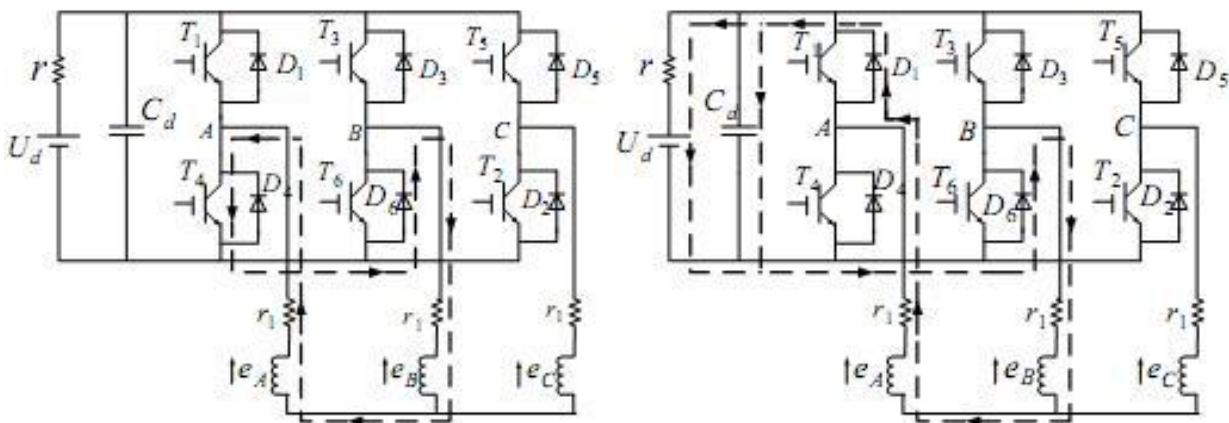 T1 D1 T3 D3 T5 D5
r Cd
Ud A B C
T4 D4 T6 D6 T2 D2
r1 r1 r1
eA eB eC
T1 D1 T3 D3 T5 D5
r Cd
Ud A B C
T4 D4 T6 D6 T2 D2
r1 r1 r1
eA eB eC